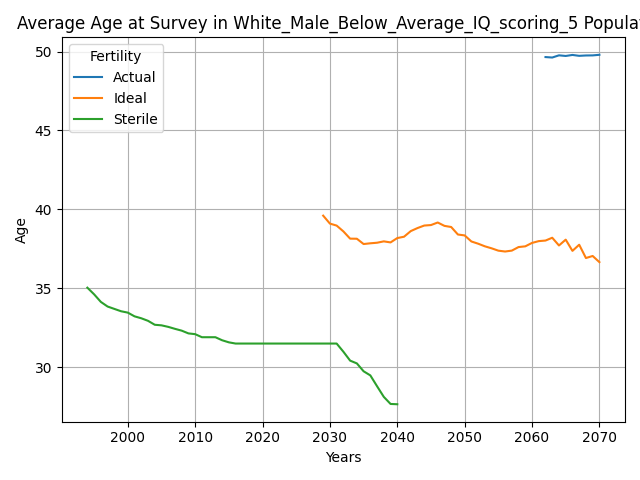 Average Age at Survey in White_Male_Below_Average_IQ_scoring_5 Populat
Fertility
Actual
Ideal
Sterile
50
45
40
35
30
Age
2000 2010 2020 2030 2040 2050 2060 2070
Years